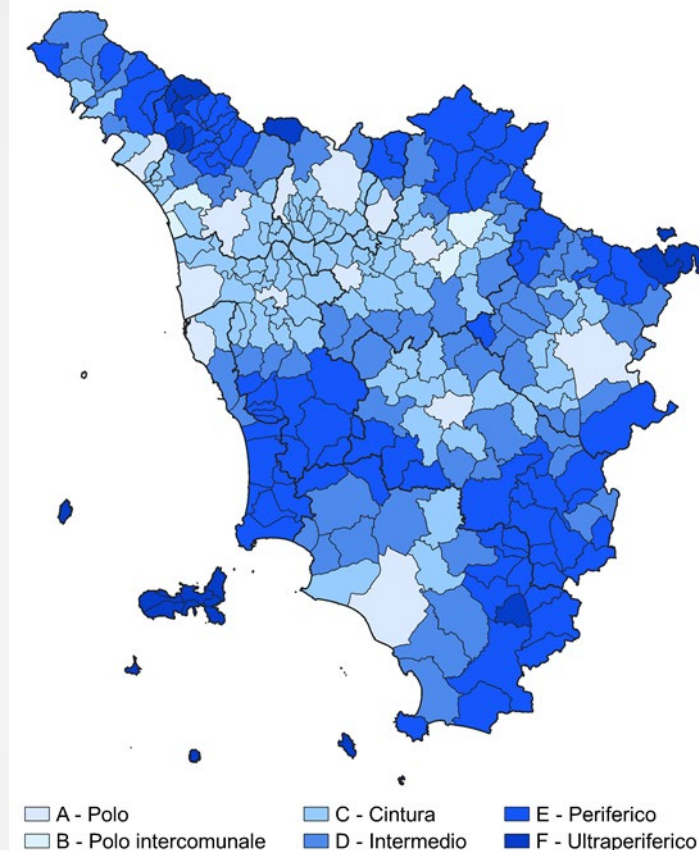 A - Polo
B - Polo intercomunale
C - Cintura
D - Intermedio
E - Periferico
F - Ultraperiferico